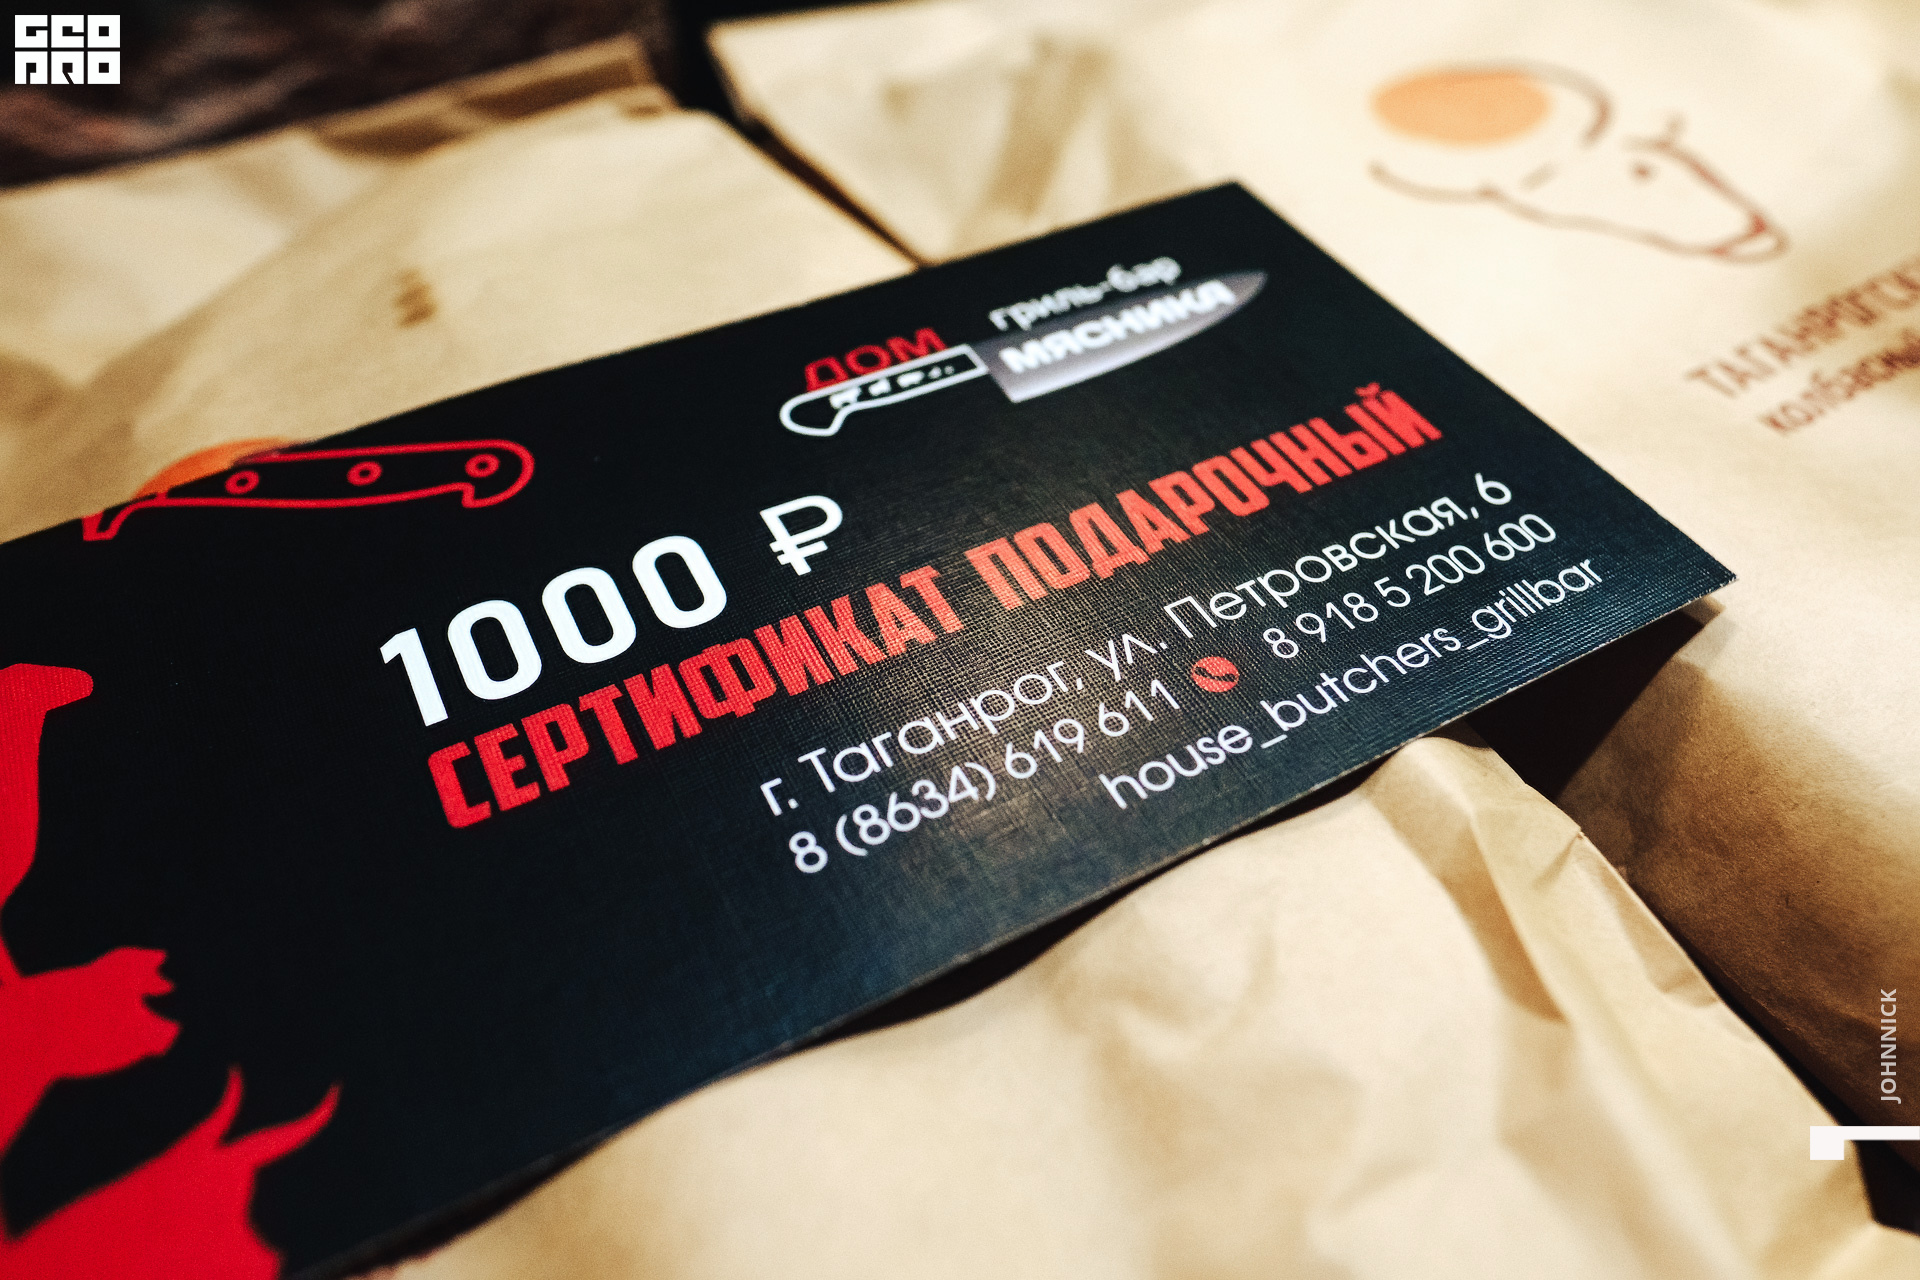 GEO
PRO
гриль-бар
ДОМ МЯСНИКА
1000 ₽
СЕРТИФИКАТ ПОДАРОЧНЫЙ
г. Таганрог, ул. Петровская, 6
8 (8634) 619 611 8 918 5 200 600
house_butchers_grillbar
JOHNNICK